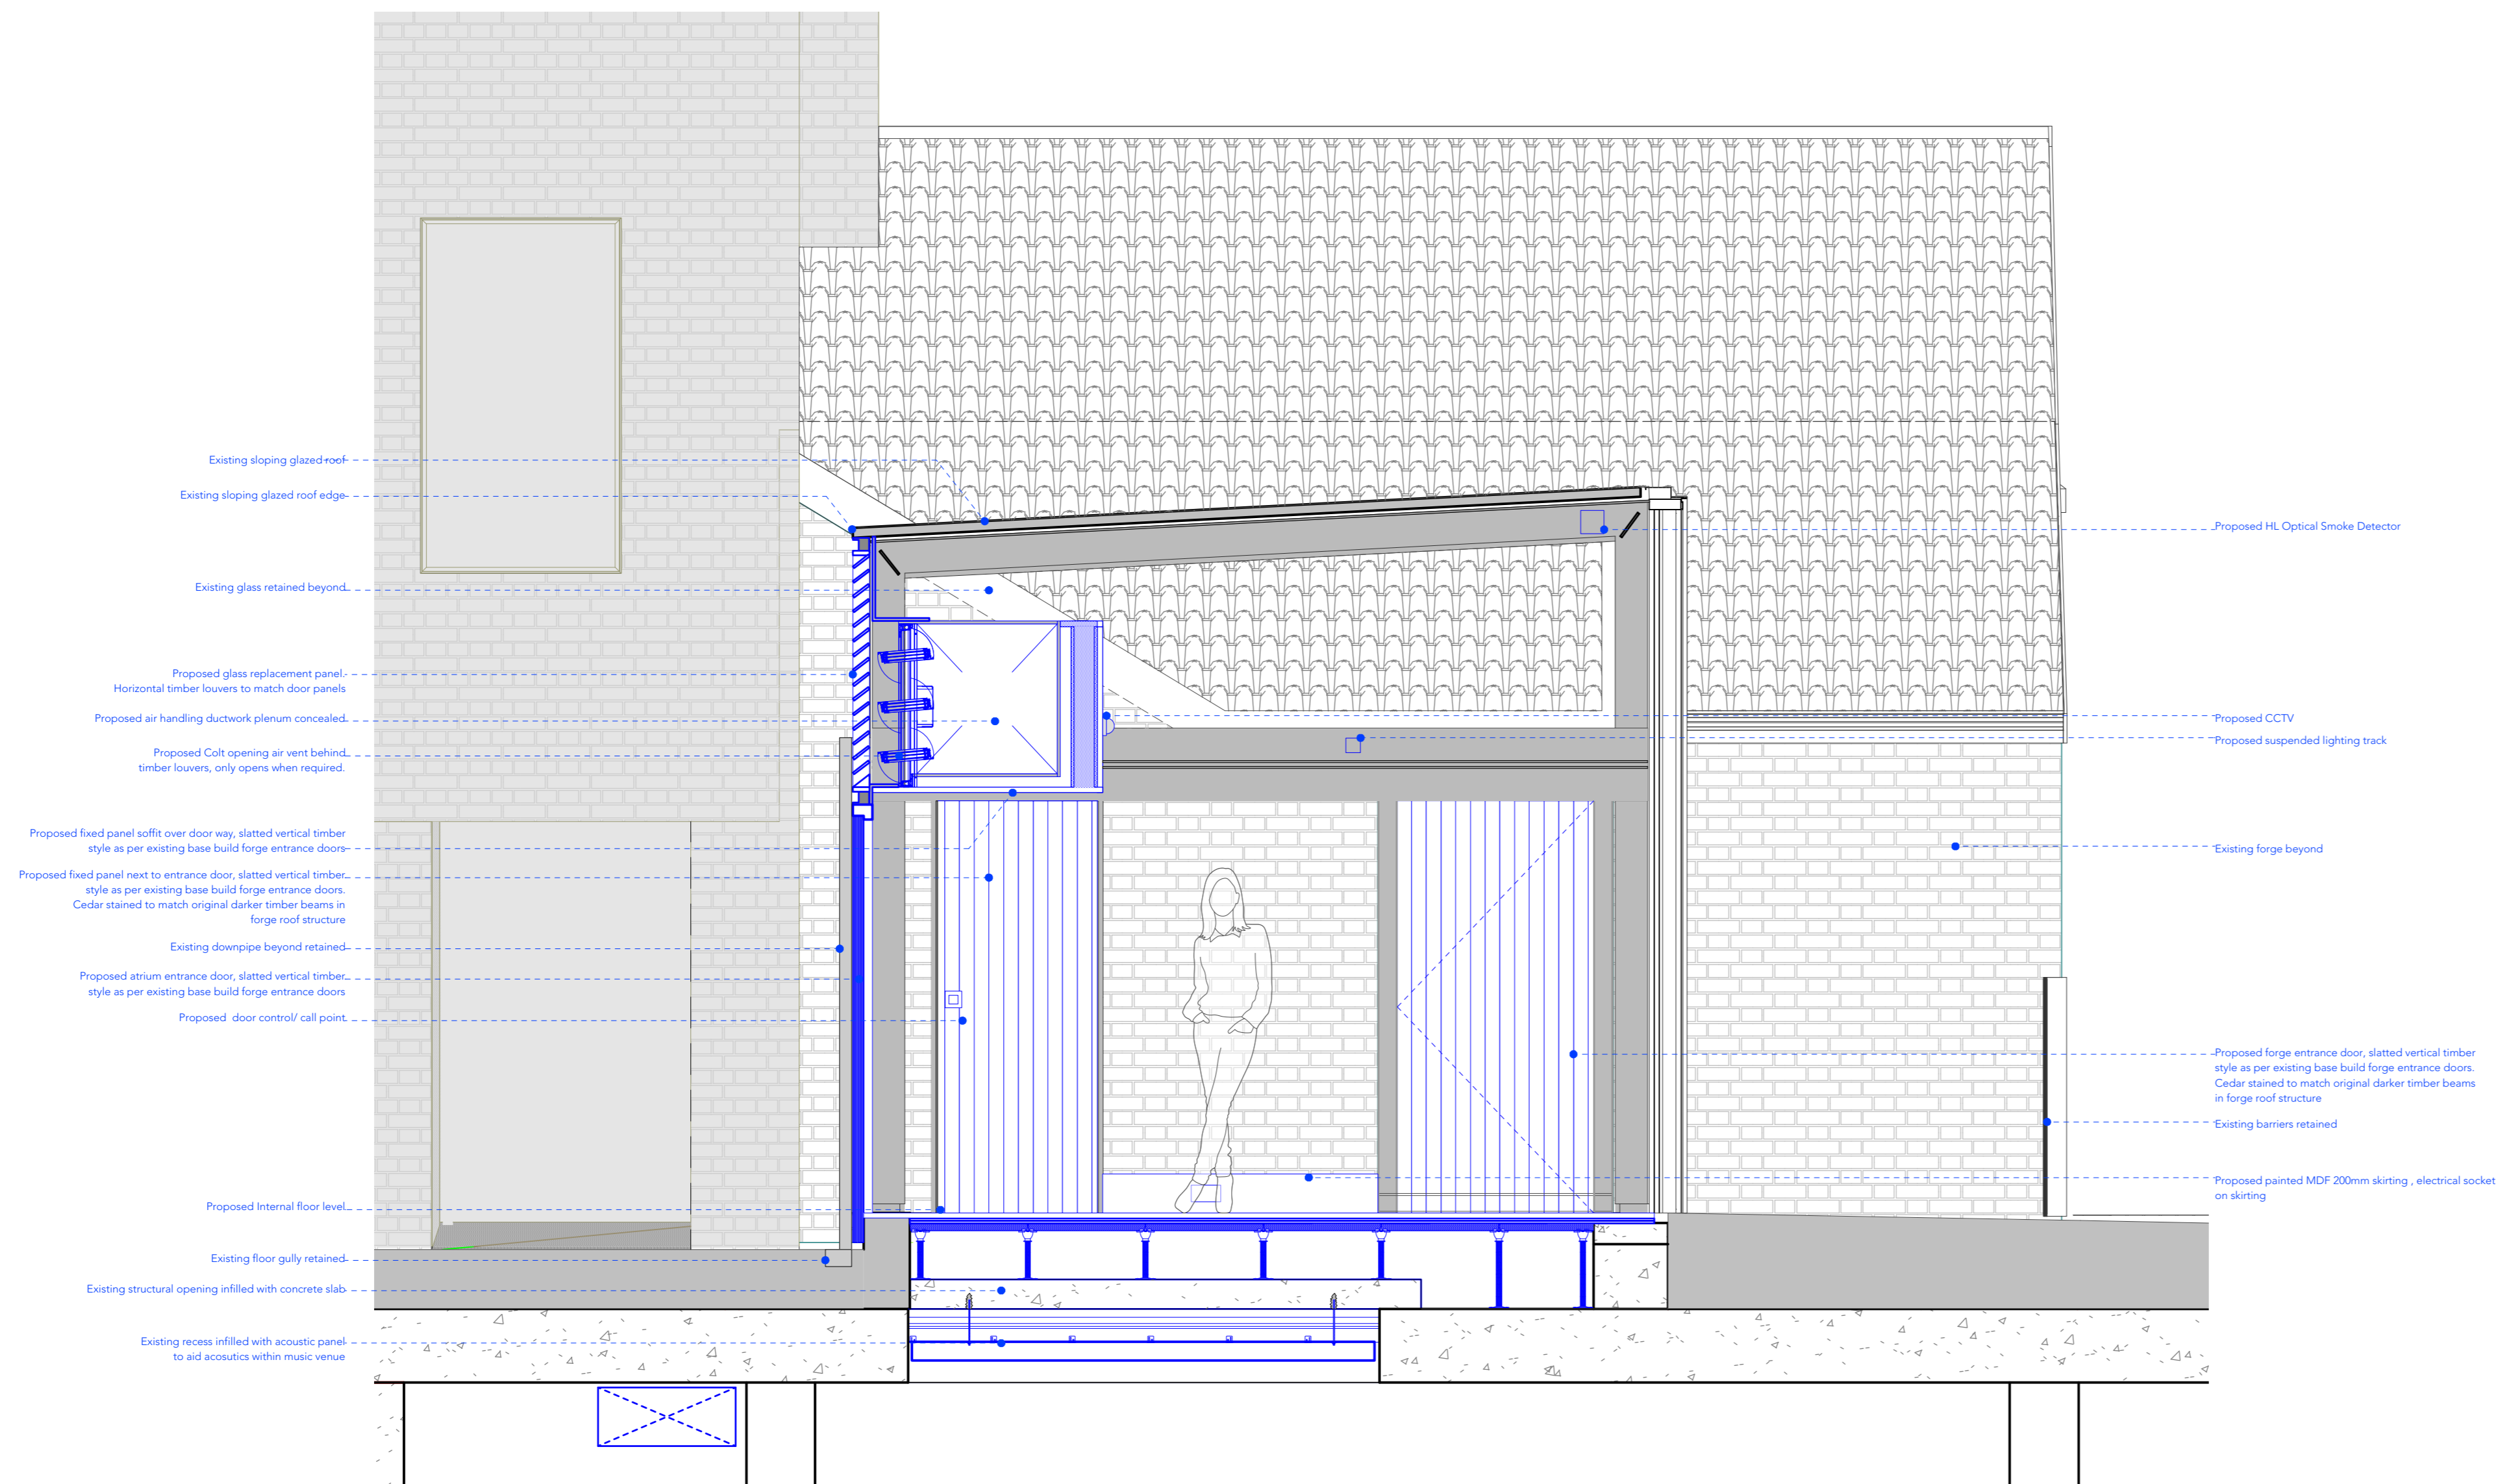 Existing sloping glazed roof
Existing sloping glazed roof edge
Existing glass retained beyond
Proposed glass replacement panel.
Horizontal timber louvers to match door panels
Proposed air handling ductwork plenum concealed
Proposed Colt opening air vent behind
timber louvers, only opens when required.
Proposed fixed panel soffit over door way, slatted vertical timber
style as per existing base build forge entrance doors
Proposed fixed panel next to entrance door, slatted vertical timber
style as per existing base build forge entrance doors.
Cedar stained to match original darker timber beams in
forge roof structure
Existing downpipe beyond retained
Proposed atrium entrance door, slatted vertical timber
style as per existing base build forge entrance doors
Proposed  door control/ call point
Proposed Internal floor level
Existing floor gully retained
Existing structural opening infilled with concrete slab
Existing recess infilled with acoustic panel
to aid acosutics within music venue
Proposed HL Optical Smoke Detector
Proposed CCTV
Proposed suspended lighting track
Existing forge beyond
Proposed forge entrance door, slatted vertical timber
style as per existing base build forge entrance doors.
Cedar stained to match original darker timber beams
in forge roof structure
Existing barriers retained
Proposed painted MDF 200mm skirting , electrical socket
on skirting